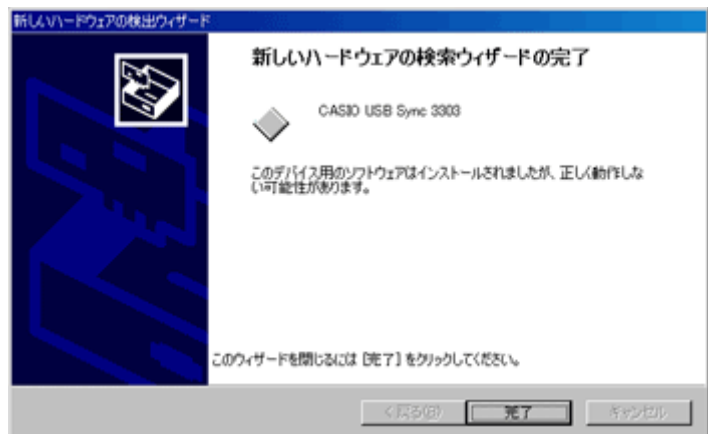 新しいハードウェアの検出ウィザード
新しいハードウェアの検索ウィザードの完了
CASIO USB Sync 3303
このデバイス用のソフトウェアはインストールされましたが、正しく動作しな
い可能性があります。
このウィザードを閉じるには [完了] をクリックしてください。
< 戻る(B) 完了 キャンセル